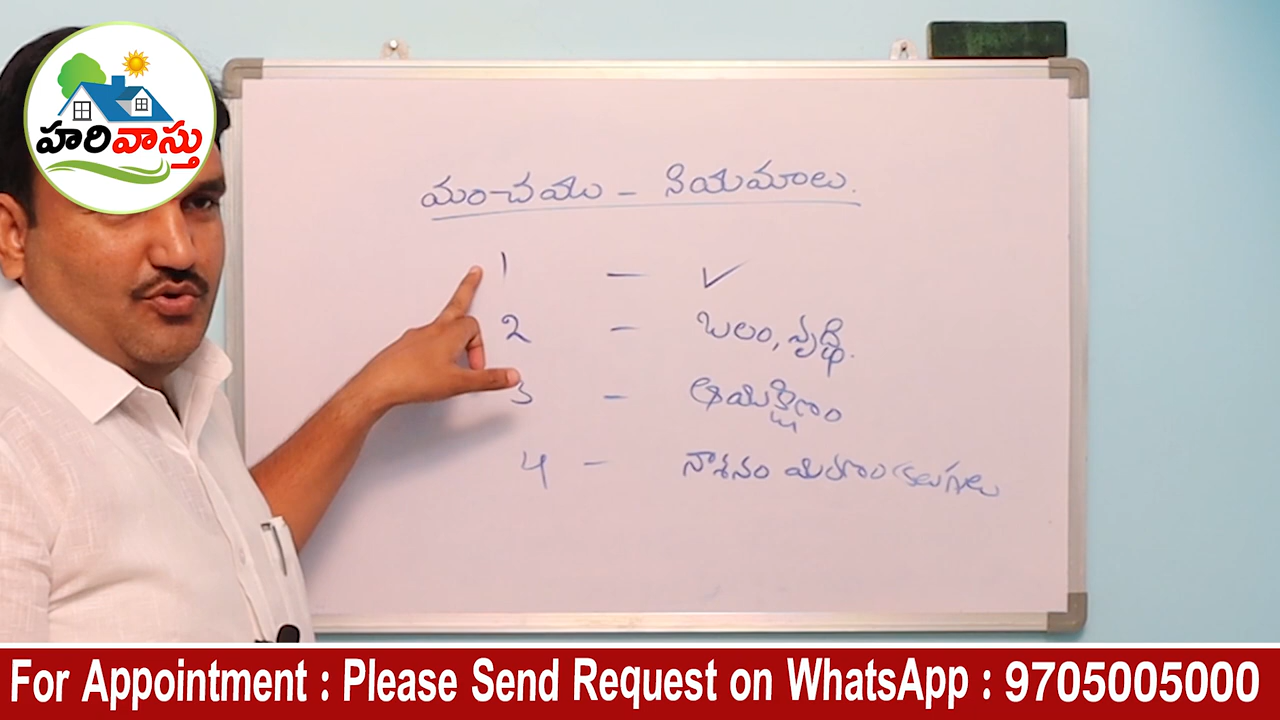 హరివాస్తు
మంచము - నియమాలు.
1 - ✓
2 - బలం, వృద్ధి.
3 - ఆయుక్షీణం
4 - నాశనం మరణం కలుగును
For Appointment : Please Send Request on WhatsApp : 9705005000